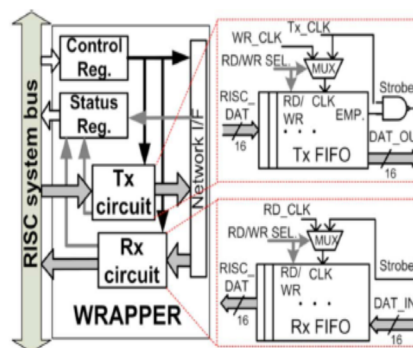 RISC system bus
Control
Reg.
Status
Reg.
Tx
circuit
Rx
circuit
WRAPPER
Network I/F
Tx_CLK
WR_CLK
RD/WR SEL.
MUX
Strobe
RISC_
DAT
16
RD/
WR
CLK
EMP.
. . .
Tx FIFO
DAT_OU
16
RD_CLK
RD/WR SEL.
MUX
Strobe
RISC_
DAT
16
RD/
WR
CLK
. . .
Rx FIFO
DAT_IN
16